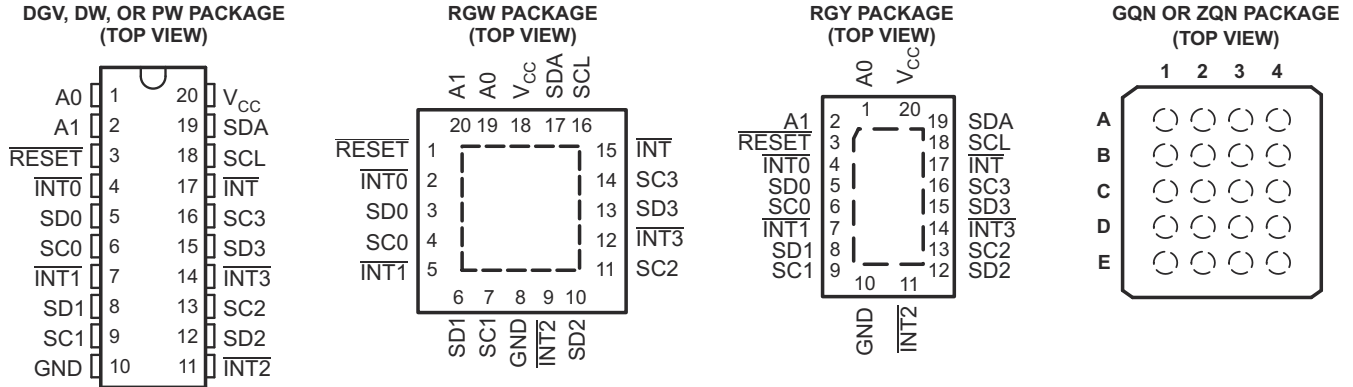 DGV, DW, OR PW PACKAGE
(TOP VIEW)
A0 1 20 VCC
A1 2 19 SDA
RESET 3 18 SCL
INT0 4 17 INT
SD0 5 16 SC3
SC0 6 15 SD3
INT1 7 14 INT3
SD1 8 13 SC2
SC1 9 12 SD2
GND 10 11 INT2
RGW PACKAGE
(TOP VIEW)
A1 A0 VCC SDA SCL
20 19 18 17 16
RESET 1 15 INT
INT0 2 14 SC3
SD0 3 13 SD3
SC0 4 12 INT3
INT1 5 11 SC2
6 7 8 9 10
SD1 SC1 GND INT2 SD2
RGY PACKAGE
(TOP VIEW)
A0 VCC
1 20
A1 2 19 SDA
RESET 3 18 SCL
INT0 4 17 INT
SD0 5 16 SC3
SC0 6 15 SD3
INT1 7 14 INT3
SD1 8 13 SC2
SC1 9 12 SD2
10 11
GND INT2
GQN OR ZQN PACKAGE
(TOP VIEW)
1 2 3 4
A
B
C
D
E